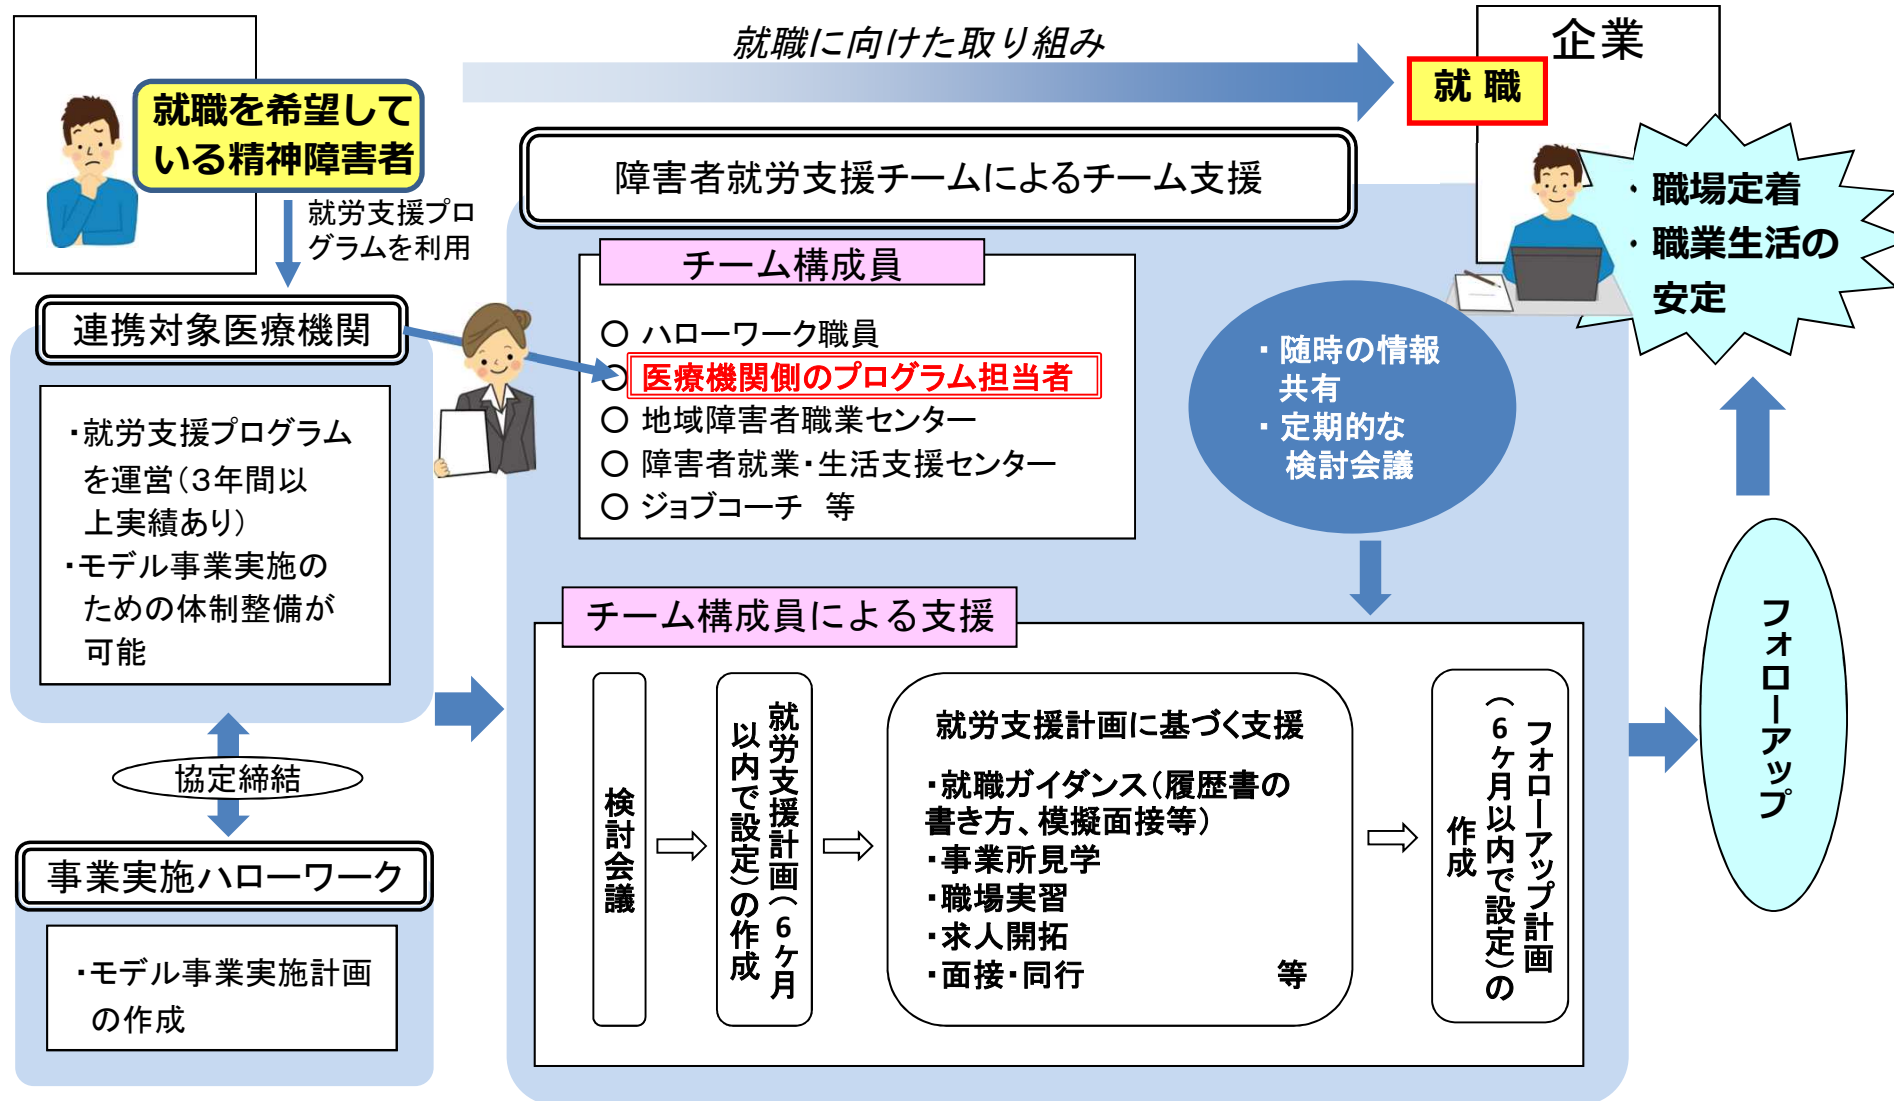 就職に向けた取り組み
企業
就 職
就職を希望して
いる精神障害者
就労支援プロ
グラムを利用
・職場定着
・職業生活の
安定
連携対象医療機関
・就労支援プログラム
を運営（３年間以
上実績あり）
・モデル事業実施の
ための体制整備が
可能
協定締結
事業実施ハローワーク
・モデル事業実施計画
の作成
障害者就労支援チームによるチーム支援
チーム構成員
○ ハローワーク職員
○ 医療機関側のプログラム担当者
○ 地域障害者職業センター
○ 障害者就業・生活支援センター
○ ジョブコーチ　等
・随時の情報
共有
・定期的な
検討会議
チーム構成員による支援
検討会議
就労支援計画（６ヶ月
以内で設定）の作成
就労支援計画に基づく支援
・就職ガイダンス（履歴書の
書き方、模擬面接等）
・事業所見学
・職場実習
・求人開拓
・面接・同行　　　　　　等
フォローアップ計画
（６ヶ月以内で設定）の
作成
フォローアップ